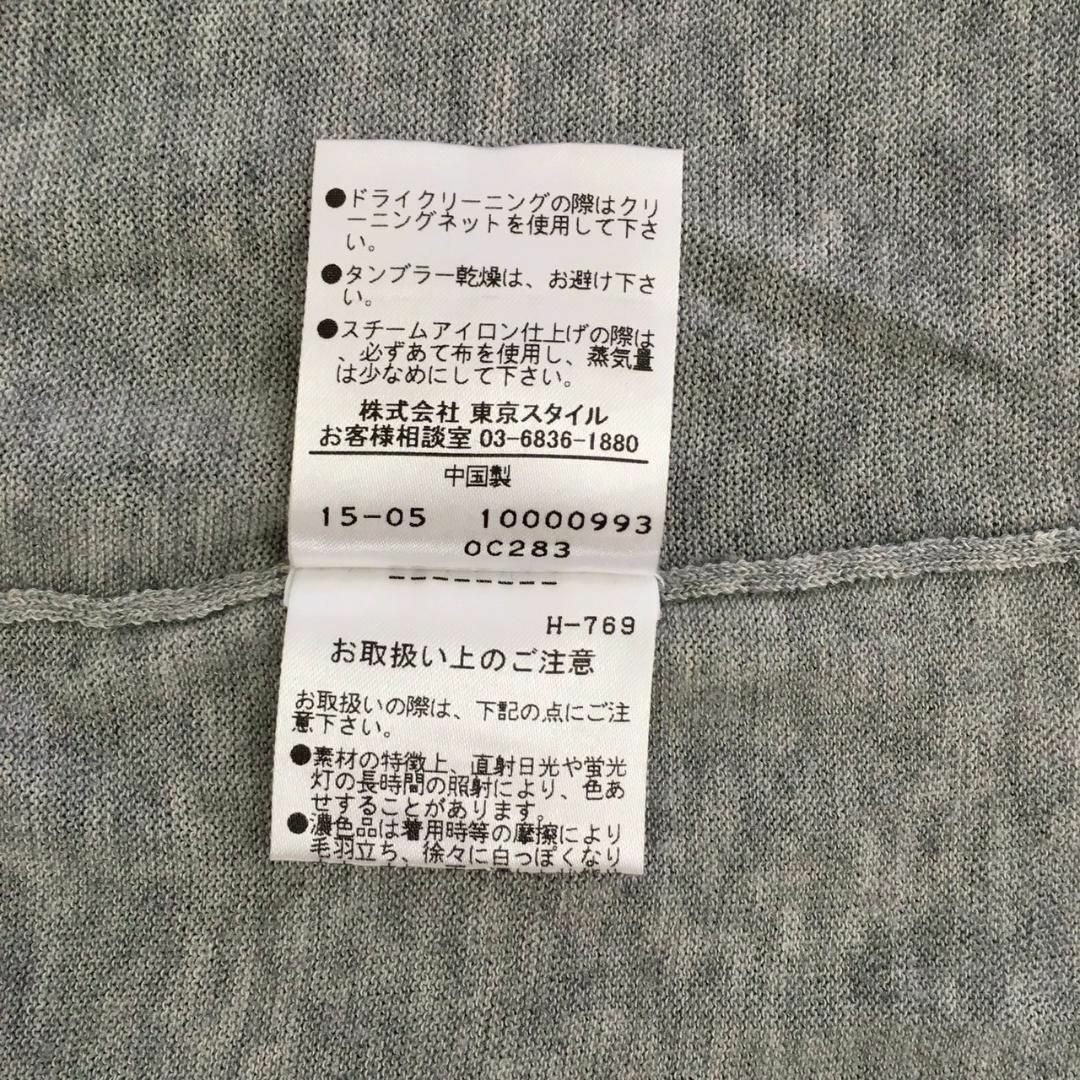 ●ドライクリーニングの際はクリ
ーニングネットを使用して下さ
い。
●タンブラー乾燥は、お避け下さ
い。
●スチームアイロン仕上げの際は
、必ずあて布を使用し、蒸気量
は少なめにして下さい。
株式会社 東京スタイル
お客様相談室 03-6836-1880
中国製
15-05 10000993
0C283
--------
H-769
お取扱い上のご注意
お取扱いの際は、下記の点にご注
意下さい。
●素材の特徴上、直射日光や蛍光
灯の長時間の照射により、色あ
せすることがあります。
●濃色品は着用時等の摩擦により
毛羽立ち、徐々に白っぽくなり